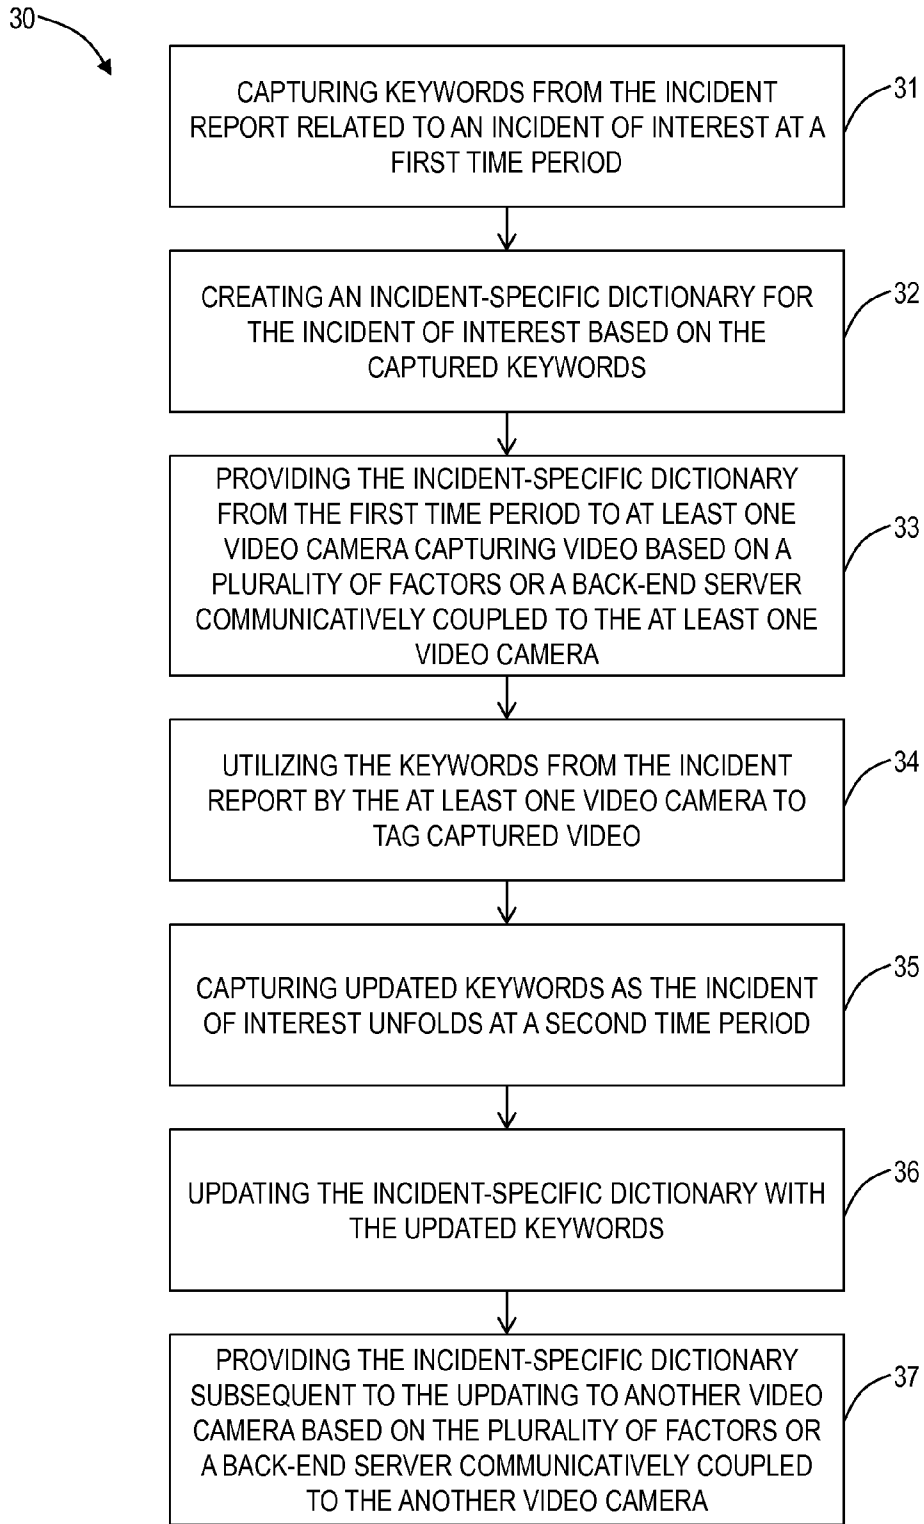 30
CAPTURING KEYWORDS FROM THE INCIDENT
REPORT RELATED TO AN INCIDENT OF INTEREST AT A
FIRST TIME PERIOD
31
CREATING AN INCIDENT-SPECIFIC DICTIONARY FOR
THE INCIDENT OF INTEREST BASED ON THE
CAPTURED KEYWORDS
32
PROVIDING THE INCIDENT-SPECIFIC DICTIONARY
FROM THE FIRST TIME PERIOD TO AT LEAST ONE
VIDEO CAMERA CAPTURING VIDEO BASED ON A
PLURALITY OF FACTORS OR A BACK-END SERVER
COMMUNICATIVELY COUPLED TO THE AT LEAST ONE
VIDEO CAMERA
33
UTILIZING THE KEYWORDS FROM THE INCIDENT
REPORT BY THE AT LEAST ONE VIDEO CAMERA TO
TAG CAPTURED VIDEO
34
CAPTURING UPDATED KEYWORDS AS THE INCIDENT
OF INTEREST UNFOLDS AT A SECOND TIME PERIOD
35
UPDATING THE INCIDENT-SPECIFIC DICTIONARY WITH
THE UPDATED KEYWORDS
36
PROVIDING THE INCIDENT-SPECIFIC DICTIONARY
SUBSEQUENT TO THE UPDATING TO ANOTHER VIDEO
CAMERA BASED ON THE PLURALITY OF FACTORS OR
A BACK-END SERVER COMMUNICATIVELY COUPLED
TO THE ANOTHER VIDEO CAMERA
37